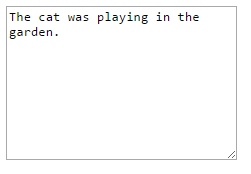 The cat was playing in the
garden.